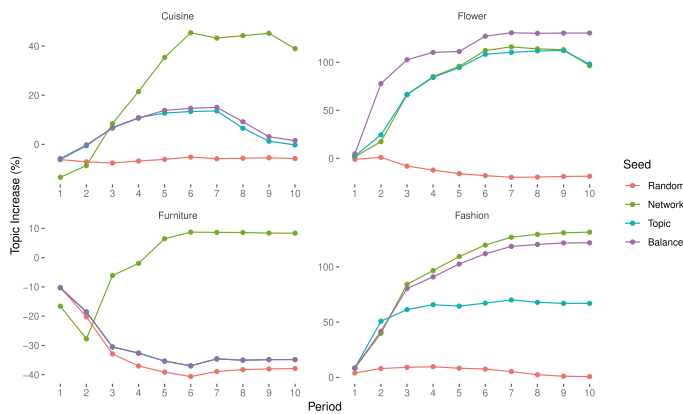 Cuisine
Flower
40
20
0
100
50
0
1 2 3 4 5 6 7 8 9 10
1 2 3 4 5 6 7 8 9 10
Furniture
Fashion
10
0
−10
−20
−30
−40
100
50
0
1 2 3 4 5 6 7 8 9 10
1 2 3 4 5 6 7 8 9 10
Topic Increase (%)
Period
Seed
Random
Network
Topic
Balance